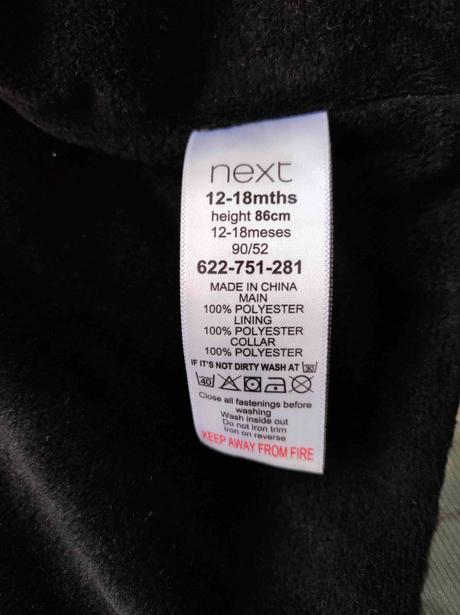 next
12-18mths
height 86cm
12-18meses
90/52
622-751-281
MADE IN CHINA
MAIN
100% POLYESTER
LINING
100% POLYESTER
COLLAR
100% POLYESTER
IF IT'S NOT DIRTY WASH AT 30
40
Close all fastenings before
washing
Wash inside out
Do not iron trim
Iron on reverse
KEEP AWAY FROM FIRE